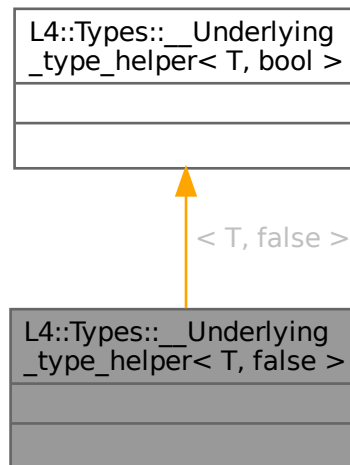 L4::Types::__Underlying
_type_helper< T, bool >
< T, false >
L4::Types::__Underlying
_type_helper< T, false >